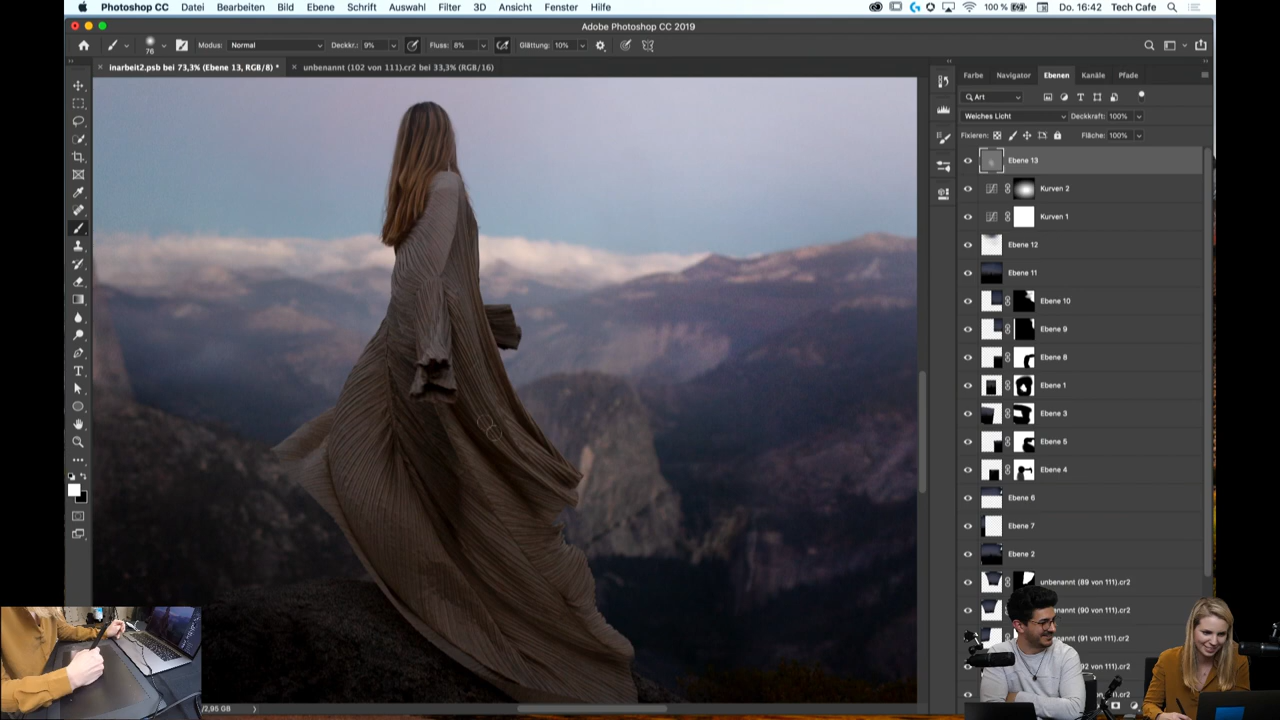 Photoshop CC Datei Bearbeiten Bild Ebene Schrift Auswahl Filter 3D Ansicht Fenster Hilfe 100 % Do. 16:42 Tech Cafe
Adobe Photoshop CC 2019
76 Modus: Normal Deckkr.: 9% Fluss: 8% Glättung: 10%
inarbeit2.psb bei 73,3% (Ebene 13, RGB/8) *
unbenannt (102 von 111).cr2 bei 33,3% (RGB/16)
Farbe Navigator Ebenen Kanäle Pfade
Art
Weiches Licht Deckkraft: 100%
Fixieren: Fläche: 100%
Ebene 13
Kurven 2
Kurven 1
Ebene 12
Ebene 11
Ebene 10
Ebene 9
Ebene 8
Ebene 1
Ebene 3
Ebene 5
Ebene 4
Ebene 6
Ebene 7
Ebene 2
unbenannt (89 von 111).cr2
nannt (90 von 111).cr2
nannt (91 von 111).cr2
92 von 111).cr2
.cr2
/2,95 GB